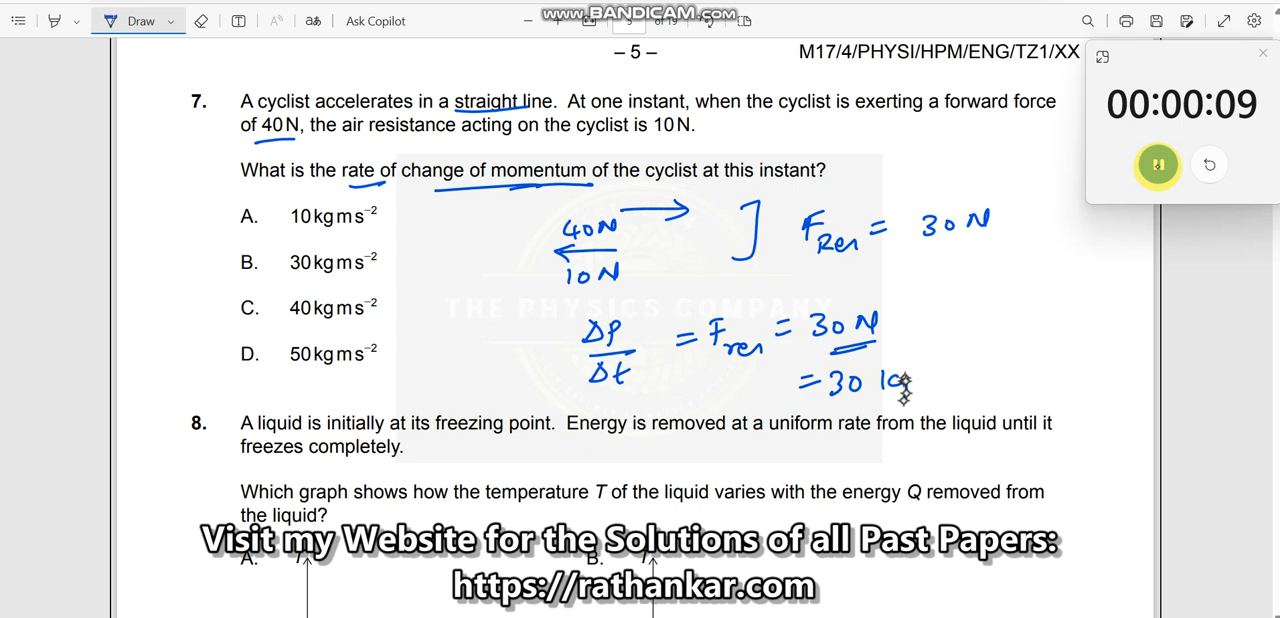 Draw
Ask Copilot
www.BANDICAM.com
5 of 19
– 5 –
M17/4/PHYSI/HPM/ENG/TZ1/XX
00:00:09
7. A cyclist accelerates in a straight line. At one instant, when the cyclist is exerting a forward force
of 40 N, the air resistance acting on the cyclist is 10 N.
What is the rate of change of momentum of the cyclist at this instant?
A. 10 kg m s⁻²
B. 30 kg m s⁻²
C. 40 kg m s⁻²
D. 50 kg m s⁻²
40N
10N
F Res = 30 N
THE PHYSICS COMPANY
ΔP/Δt = F res = 30 N
= 30 kg
8. A liquid is initially at its freezing point. Energy is removed at a uniform rate from the liquid until it
freezes completely.
Which graph shows how the temperature T of the liquid varies with the energy Q removed from
the liquid?
A. T
B. T
Visit my Website for the Solutions of all Past Papers:
https://rathankar.com